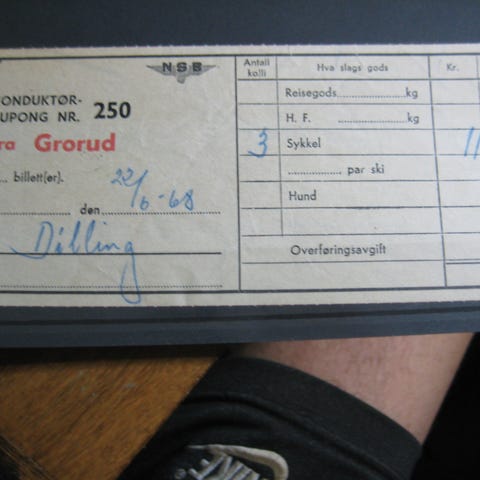 NSB
ONDUKTØR-
UPONG NR. 250
ra Grorud
... billett(er).
22/6-68
den
Antall kolli
Hva slags gods
Kr.
Reisegods kg
H. F. kg
3 Sykkel 11
par ski
Hund
Overføringsavgift